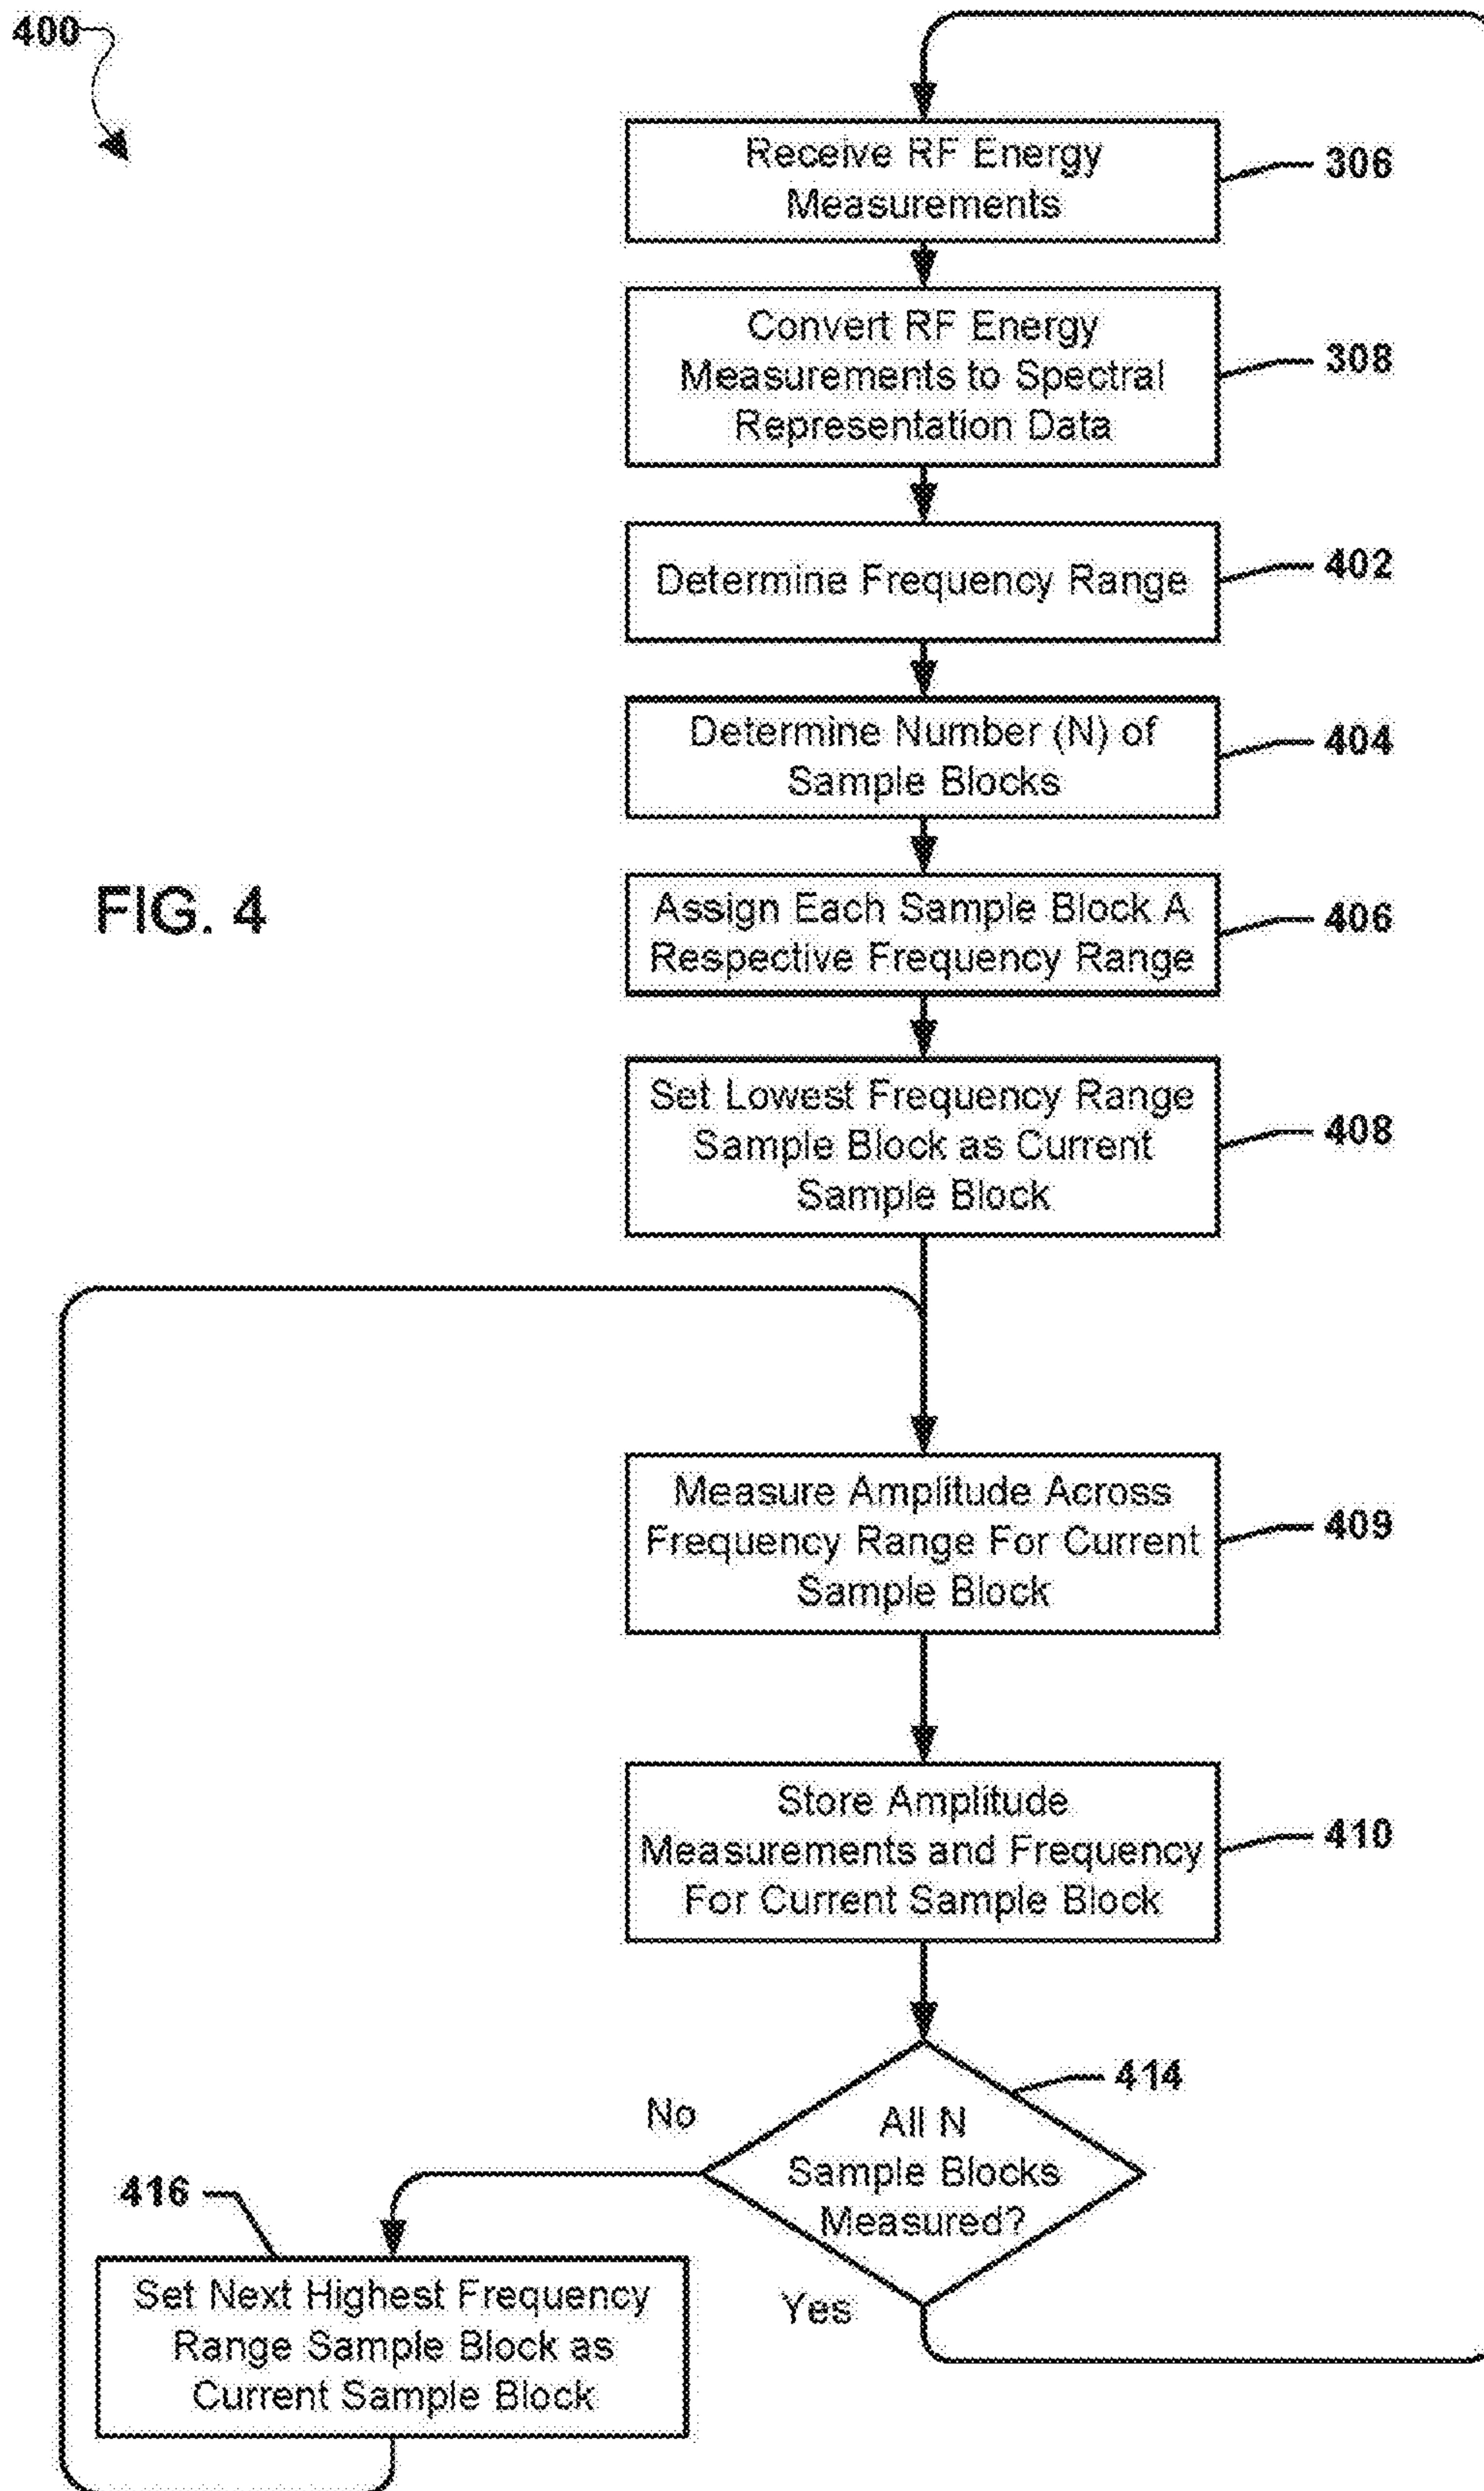 400
Receive RF Energy
Measurements
306
Convert RF Energy
Measurements to Spectral
Representation Data
308
Determine Frequency Range
402
Determine Number (N) of
Sample Blocks
404
FIG. 4
Assign Each Sample Block A
Respective Frequency Range
406
Set Lowest Frequency Range
Sample Block as Current
Sample Block
408
Measure Amplitude Across
Frequency Range For Current
Sample Block
409
Store Amplitude
Measurements and Frequency
For Current Sample Block
410
414
No
All N
Sample Blocks
Measured?
Yes
416
Set Next Highest Frequency
Range Sample Block as
Current Sample Block